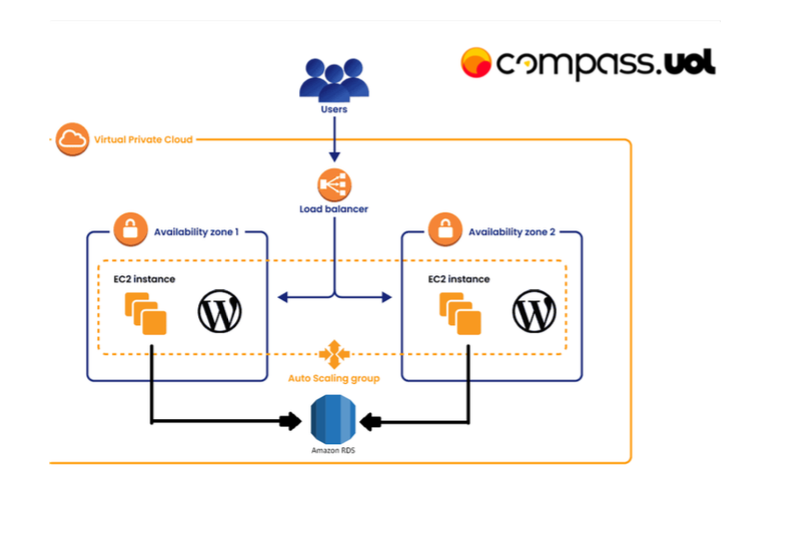 compass.uol
Users
Virtual Private Cloud
Load balancer
Availability zone 1
Availability zone 2
EC2 instance
EC2 instance
Auto Scaling group
Amazon RDS